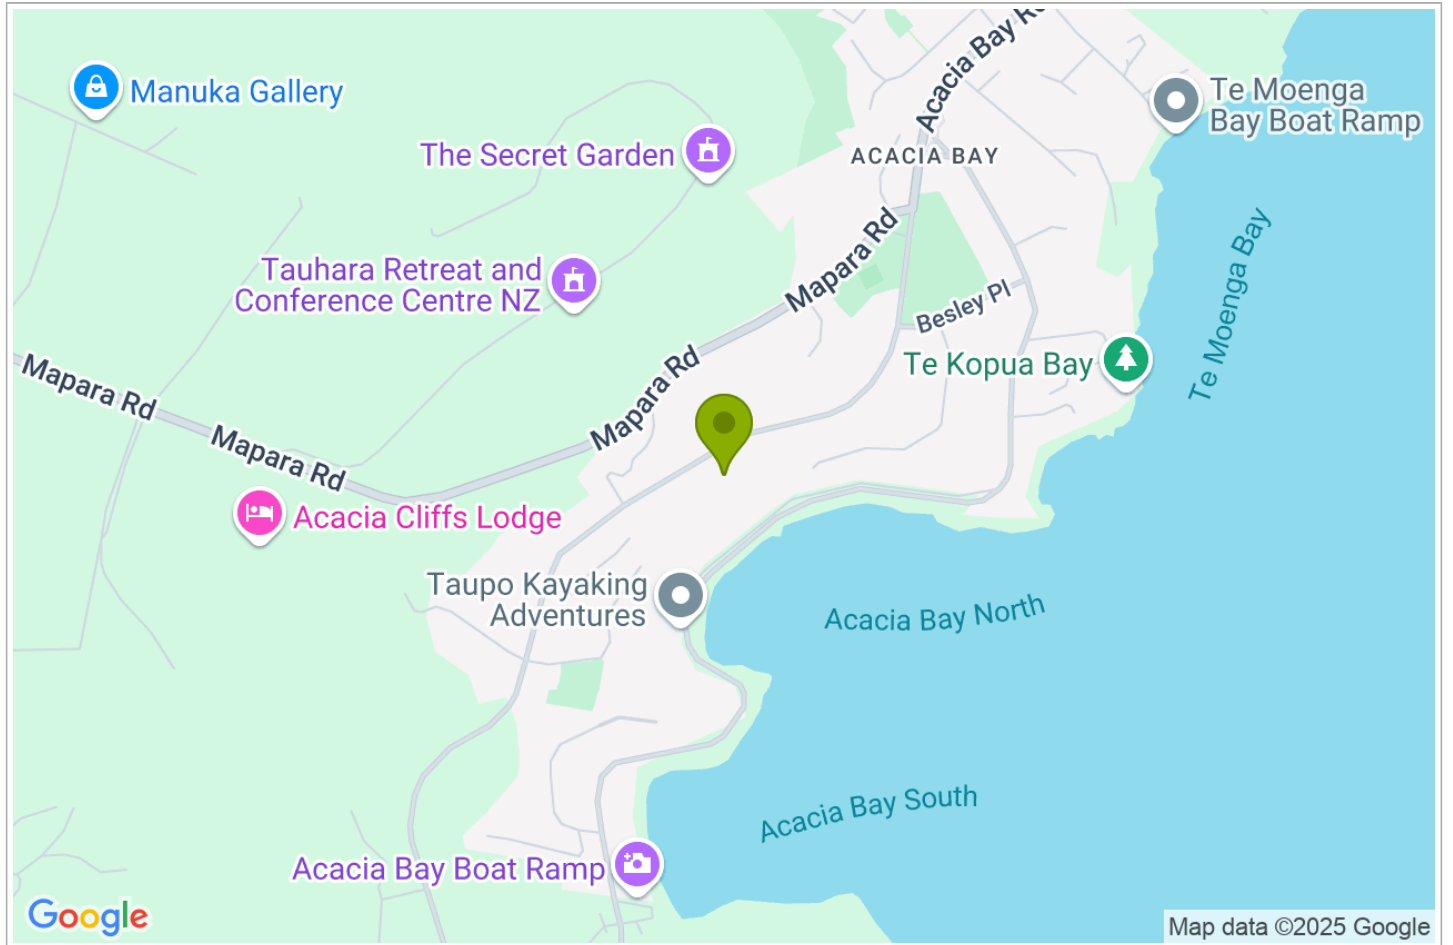 Acacia Bay Rd
Manuka Gallery
Te Moenga
Bay Boat Ramp
The Secret Garden
ACACIA BAY
Mapara Rd
Te Moenga Bay
Tauhara Retreat and
Conference Centre NZ
Besley Pl
Mapara Rd
Te Kopua Bay
Mapara Rd
Mapara Rd
Acacia Cliffs Lodge
Taupo Kayaking
Adventures
Acacia Bay North
Acacia Bay South
Acacia Bay Boat Ramp
Google
Map data ©2025 Google